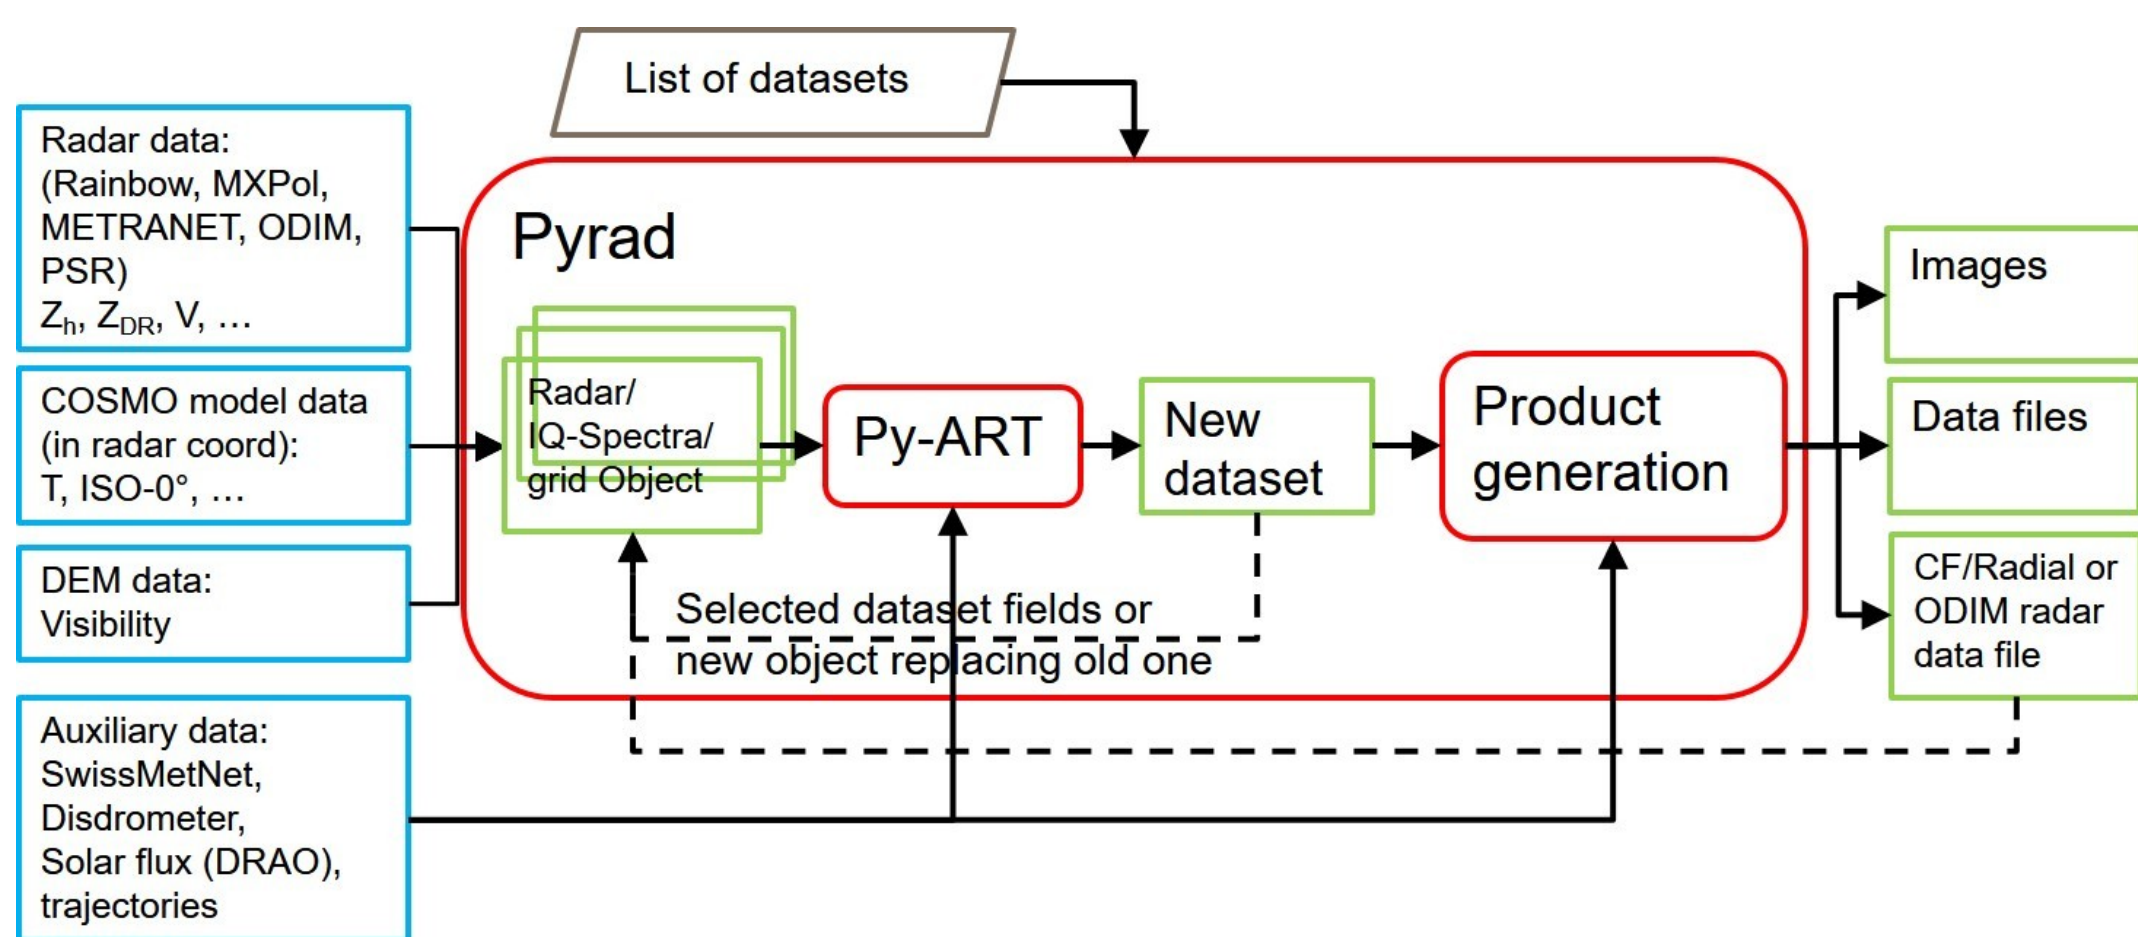 List of datasets
Radar data:
(Rainbow, MXPol,
METRANET, ODIM,
PSR)
Zh, ZDR, V, …
COSMO model data
(in radar coord):
T, ISO-0°, …
DEM data:
Visibility
Auxiliary data:
SwissMetNet,
Disdrometer,
Solar flux (DRAO),
trajectories
Pyrad
Radar/
IQ-Spectra/
grid Object
Py-ART
New
dataset
Product
generation
Selected dataset fields or
new object replacing old one
Images
Data files
CF/Radial or
ODIM radar
data file